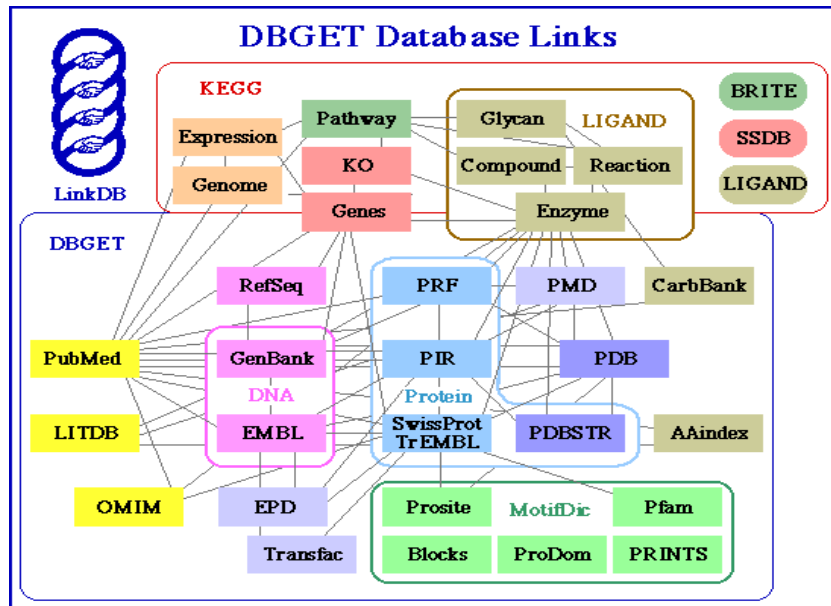 DBGET Database Links
KEGG
BRITE
Pathway
Glycan
LIGAND
Expression
SSDB
KO
Compound
Reaction
Genome
LIGAND
LinkDB
Genes
Enzyme
DBGET
RefSeq
PRF
PMD
CarbBank
PubMed
GenBank
PIR
PDB
DNA
Protein
LITDB
EMBL
SwissProt
TrEMBL
PDBSTR
AAindex
OMIM
EPD
Prosite
MotifDic
Pfam
Transfac
Blocks
ProDom
PRINTS